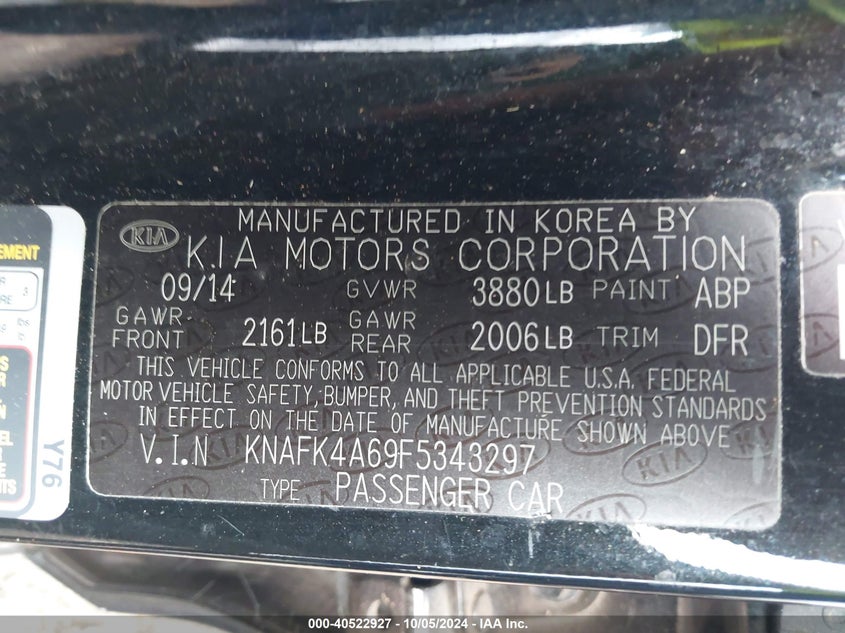 MANUFACTURED IN KOREA BY
KIA
KIA MOTORS CORPORATION
09/14 GVWR 3880LB PAINT ABP
GAWR FRONT 2161LB GAWR REAR 2006LB TRIM DFR
THIS VEHICLE CONFORMS TO ALL APPLICABLE U.S.A. FEDERAL
MOTOR VEHICLE SAFETY, BUMPER, AND THEFT PREVENTION STANDARDS
IN EFFECT ON THE DATE OF MANUFACTURE SHOWN ABOVE
V.I.N KNAFK4A69F5343297
TYPE PASSENGER CAR
Y76
000-40522927 - 10/05/2024 - IAA Inc.